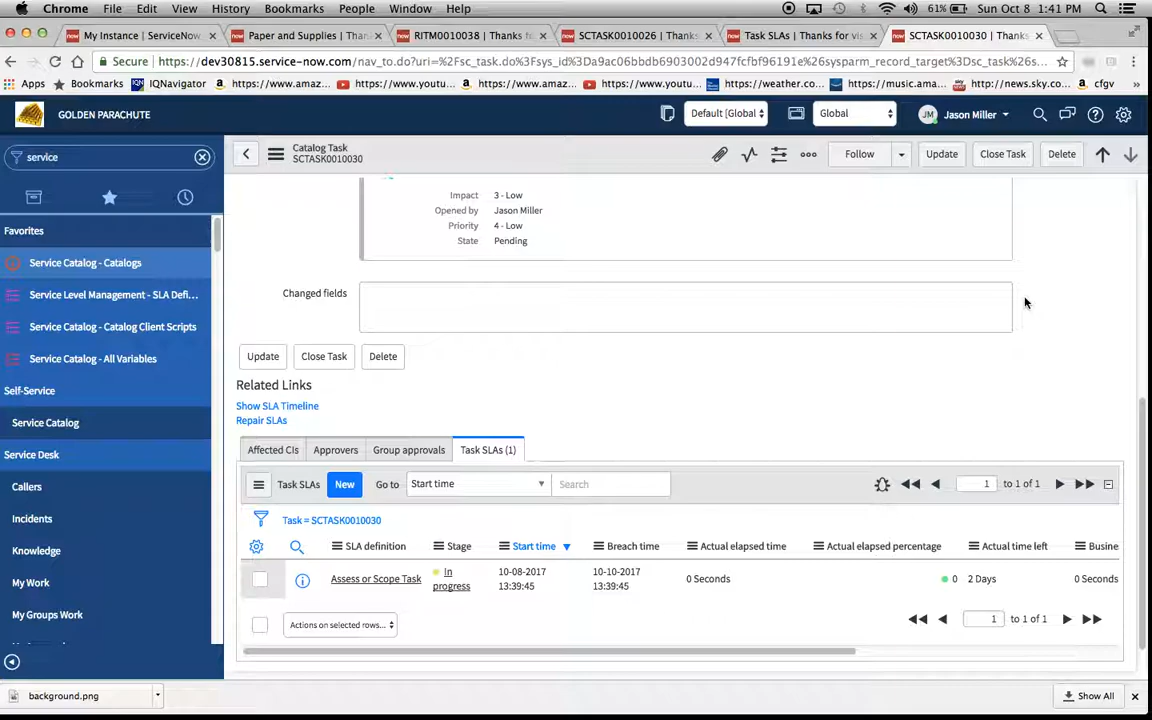 Chrome File Edit View History Bookmarks People Window Help 61% Sun Oct 8 1:41 PM
My Instance | ServiceNow Paper and Supplies | Thanks RITM0010038 | Thanks f SCTASK0010026 | Thanks Task SLAs | Thanks for vis SCTASK0010030 | Thanks
Secure https://dev30815.service-now.com/nav_to.do?uri=%2Fsc_task.do%3Fsys_id%3Da9ac06bbdb6903002d947fcfbf96191e%26sysparm_record_target%3Dsc_task%26s...
Apps Bookmarks IQNavigator https://www.amaz... https://www.youtu... https://www.amaz... https://www.youtu... https://weather.co... https://music.ama... http://news.sky.co... cfgv
GOLDEN PARACHUTE Default [Global Global JM Jason Miller
service
Catalog Task
SCTASK0010030
Follow Update Close Task Delete
Favorites
Service Catalog - Catalogs
Service Level Management - SLA Defi...
Service Catalog - Catalog Client Scripts
Service Catalog - All Variables
Self-Service
Service Catalog
Service Desk
Callers
Incidents
Knowledge
My Work
My Groups Work
Impact 3 - Low
Opened by Jason Miller
Priority 4 - Low
State Pending
Changed fields
Update Close Task Delete
Related Links
Show SLA Timeline
Repair SLAs
Affected CIs Approvers Group approvals Task SLAs (1)
Task SLAs New Go to Start time Search 1 to 1 of 1
Task = SCTASK0010030
SLA definition Stage Start time Breach time Actual elapsed time Actual elapsed percentage Actual time left Busine
Assess or Scope Task In progress 10-08-2017 13:39:45 10-10-2017 13:39:45 0 Seconds 0 2 Days 0 Seconds
Actions on selected rows... 1 to 1 of 1
background.png Show All